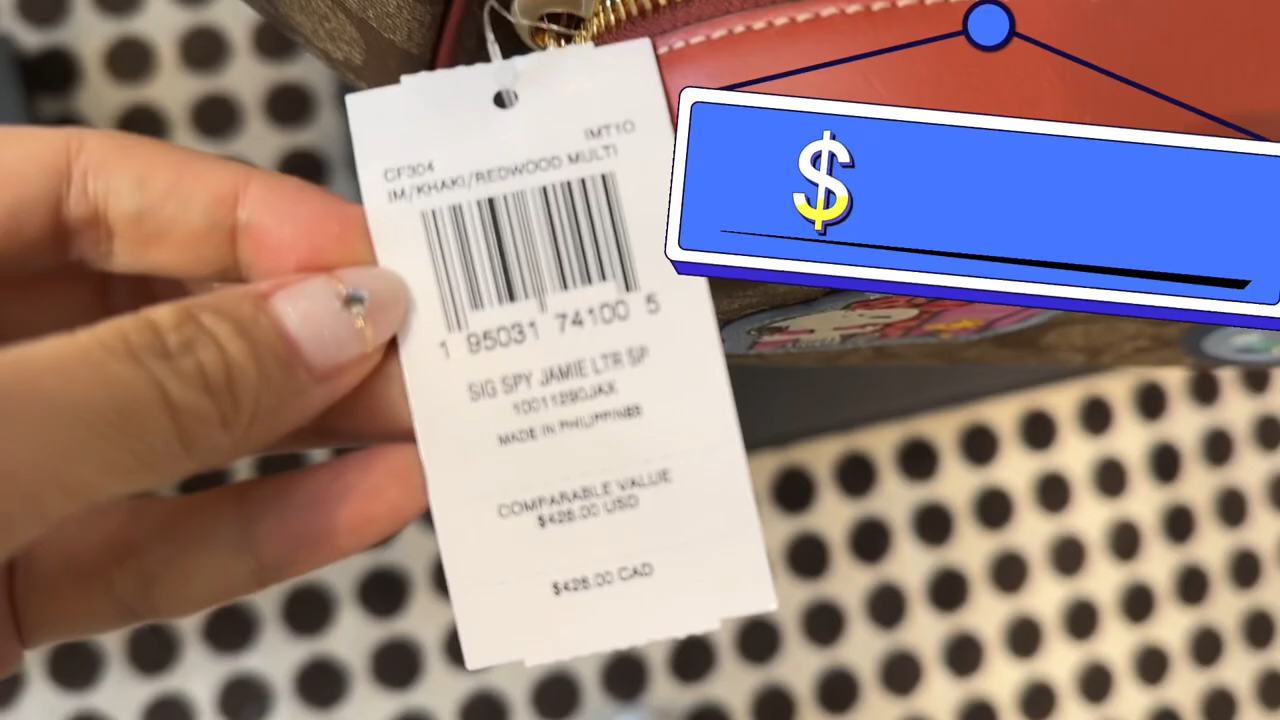 IMT1O
CF304
IM/KHAKI/REDWOOD MULTI
1 95031 74100 5
SIG SPY JAMIE LTR SP
MADE IN PHILIPPINES
COMPARABLE VALUE
$428.00 USD
$428.00 CAD
$